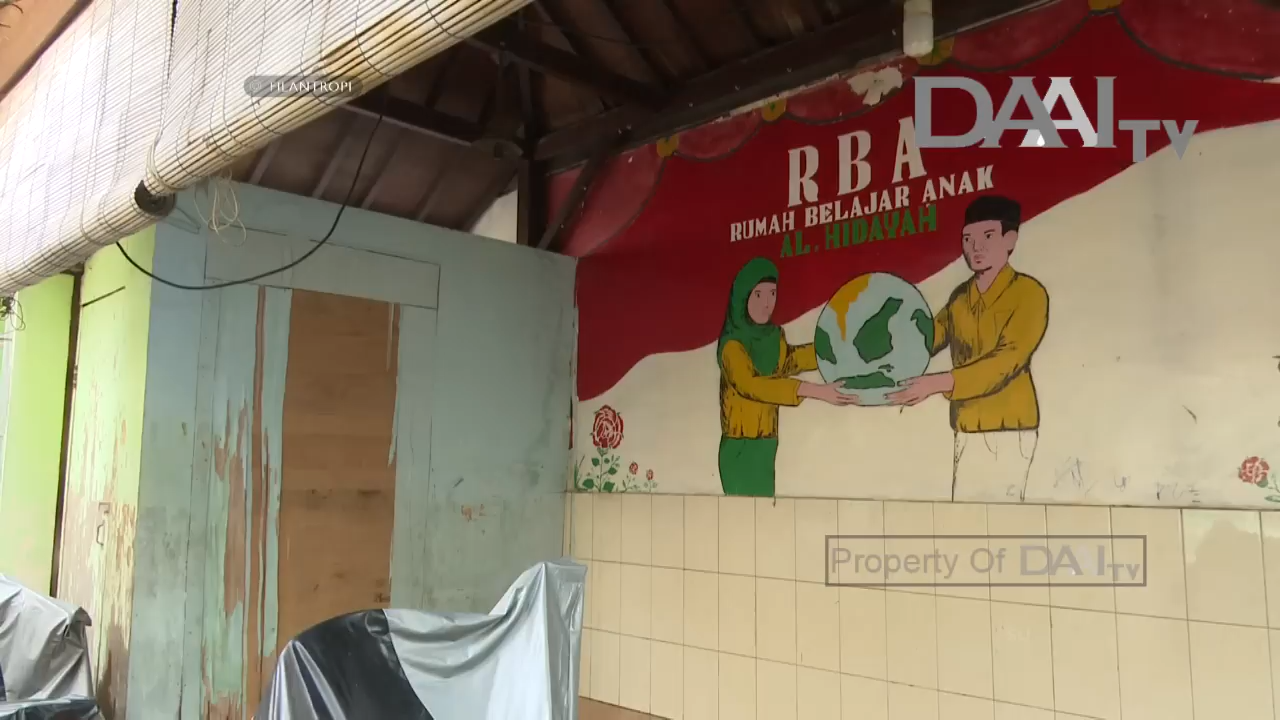 FILANTROPI
DAAI TV
RBA
RUMAH BELAJAR ANAK
AL. HIDAYAH
Property Of DAAI TV